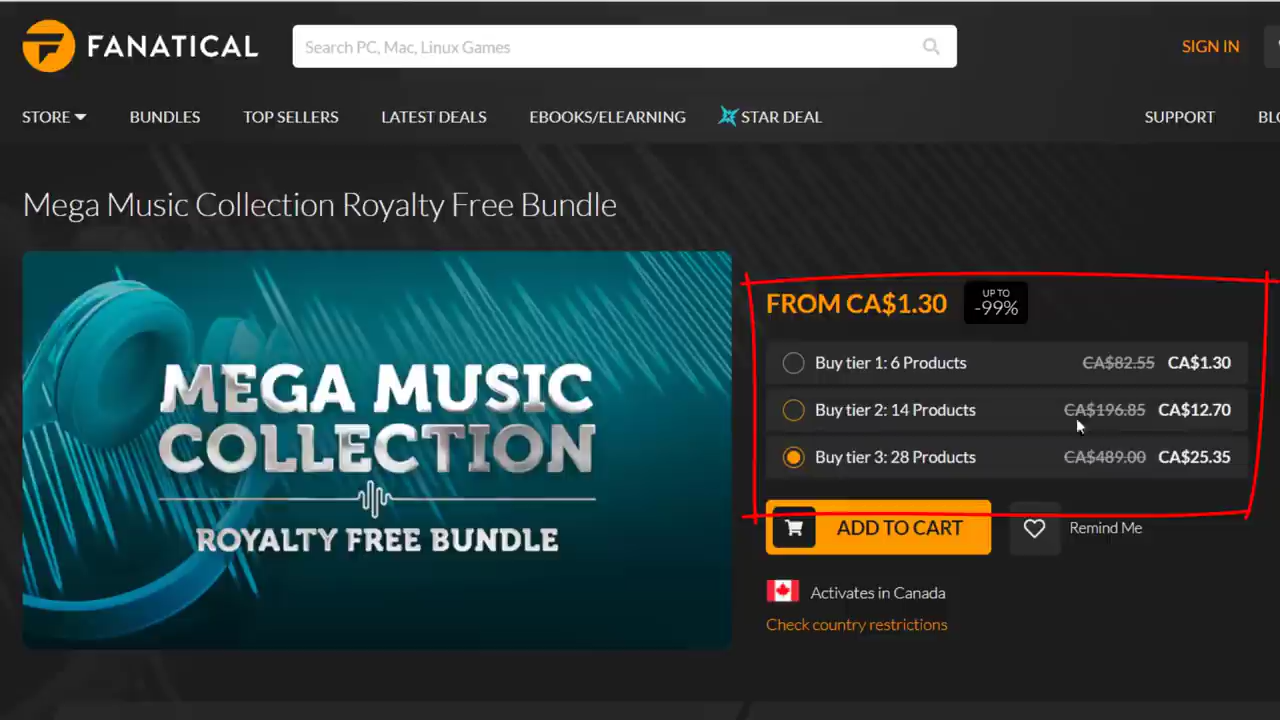 FANATICAL
Search PC, Mac, Linux Games
SIGN IN
STORE BUNDLES TOP SELLERS LATEST DEALS EBOOKS/ELEARNING STAR DEAL SUPPORT
Mega Music Collection Royalty Free Bundle
MEGA MUSIC
COLLECTION
ROYALTY FREE BUNDLE
FROM CA$1.30
UP TO
-99%
Buy tier 1: 6 Products CA$82.55 CA$1.30
Buy tier 2: 14 Products CA$196.85 CA$12.70
Buy tier 3: 28 Products CA$489.00 CA$25.35
ADD TO CART
Remind Me
Activates in Canada
Check country restrictions